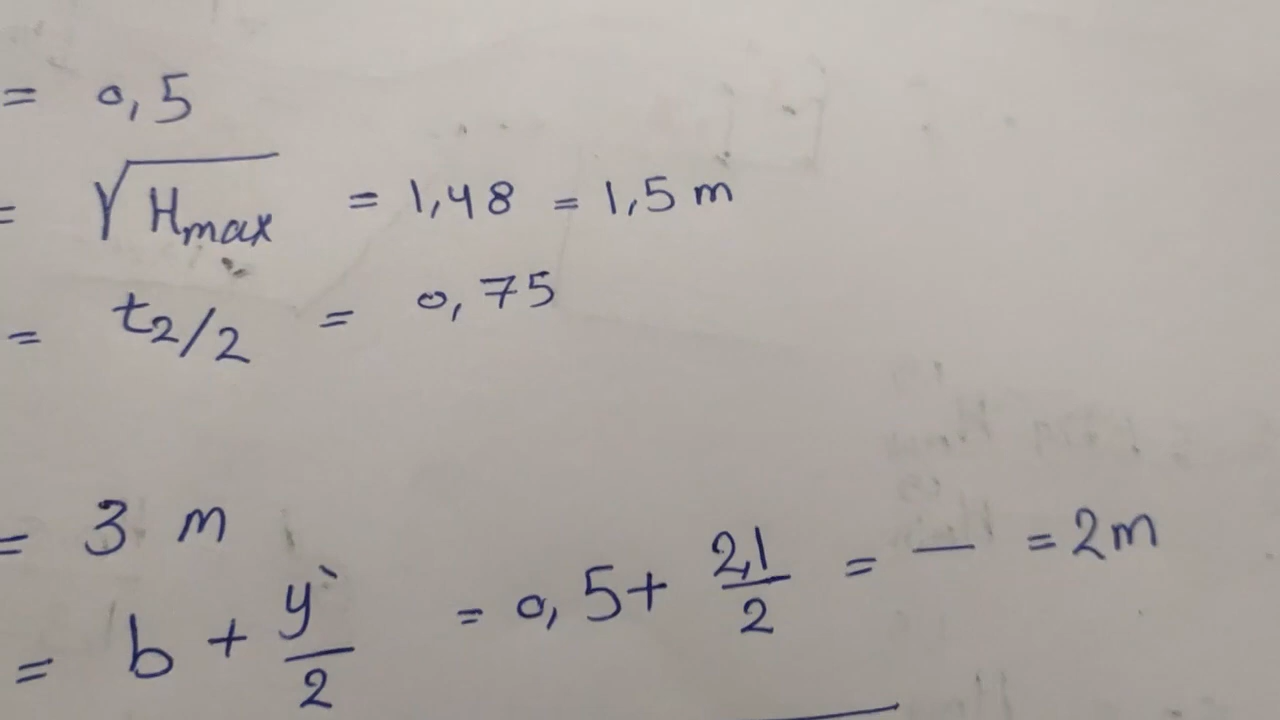 = 0,5
= √Hmax = 1,48 = 1,5 m
= t2/2 = 0,75
= 3 m
= b + y`/2 = 0,5 + 2,1/2 = — = 2m